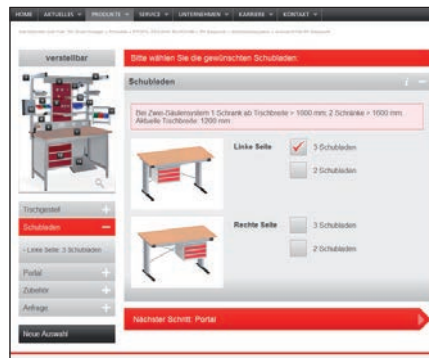 HOME AKTUELLES PRODUKTE SERVICE UNTERNEHMEN KARRIERE KONTAKT
verstellbar
Bitte wählen Sie die gewünschten Schubladen:
Schubladen
Bei Zwei-Säulensystem 1 Schrank ab Tischbreite > 1000 mm; 2 Schränke > 1600 mm.
Aktuelle Tischbreite: 1200 mm
Linke Seite
3 Schubladen
2 Schubladen
Rechte Seite
3 Schubladen
2 Schubladen
Tischgestell
Schubladen
- Linke Seite: 3 Schubladen
Portal
Zubehör
Anfrage
Neue Auswahl
Nächster Schritt: Portal